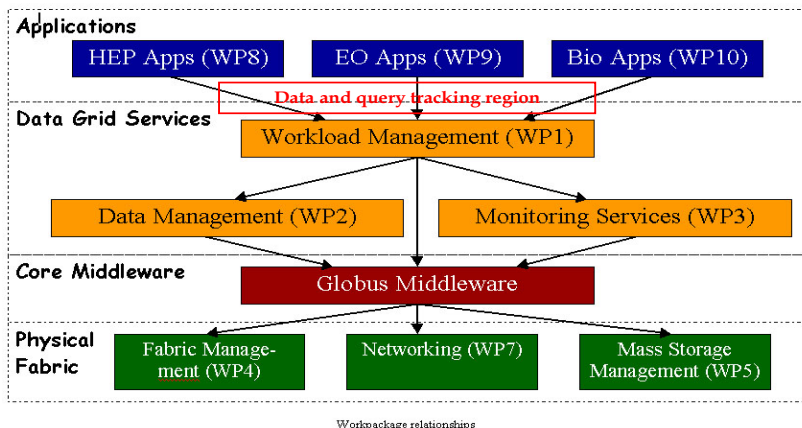 Applications
HEP Apps (WP8)
EO Apps (WP9)
Bio Apps (WP10)
Data and query tracking region
Data Grid Services
Workload Management (WP1)
Data Management (WP2)
Monitoring Services (WP3)
Core Middleware
Globus Middleware
Physical
Fabric
Fabric Manage-
ment (WP4)
Networking (WP7)
Mass Storage
Management (WP5)
Workpackage relationships